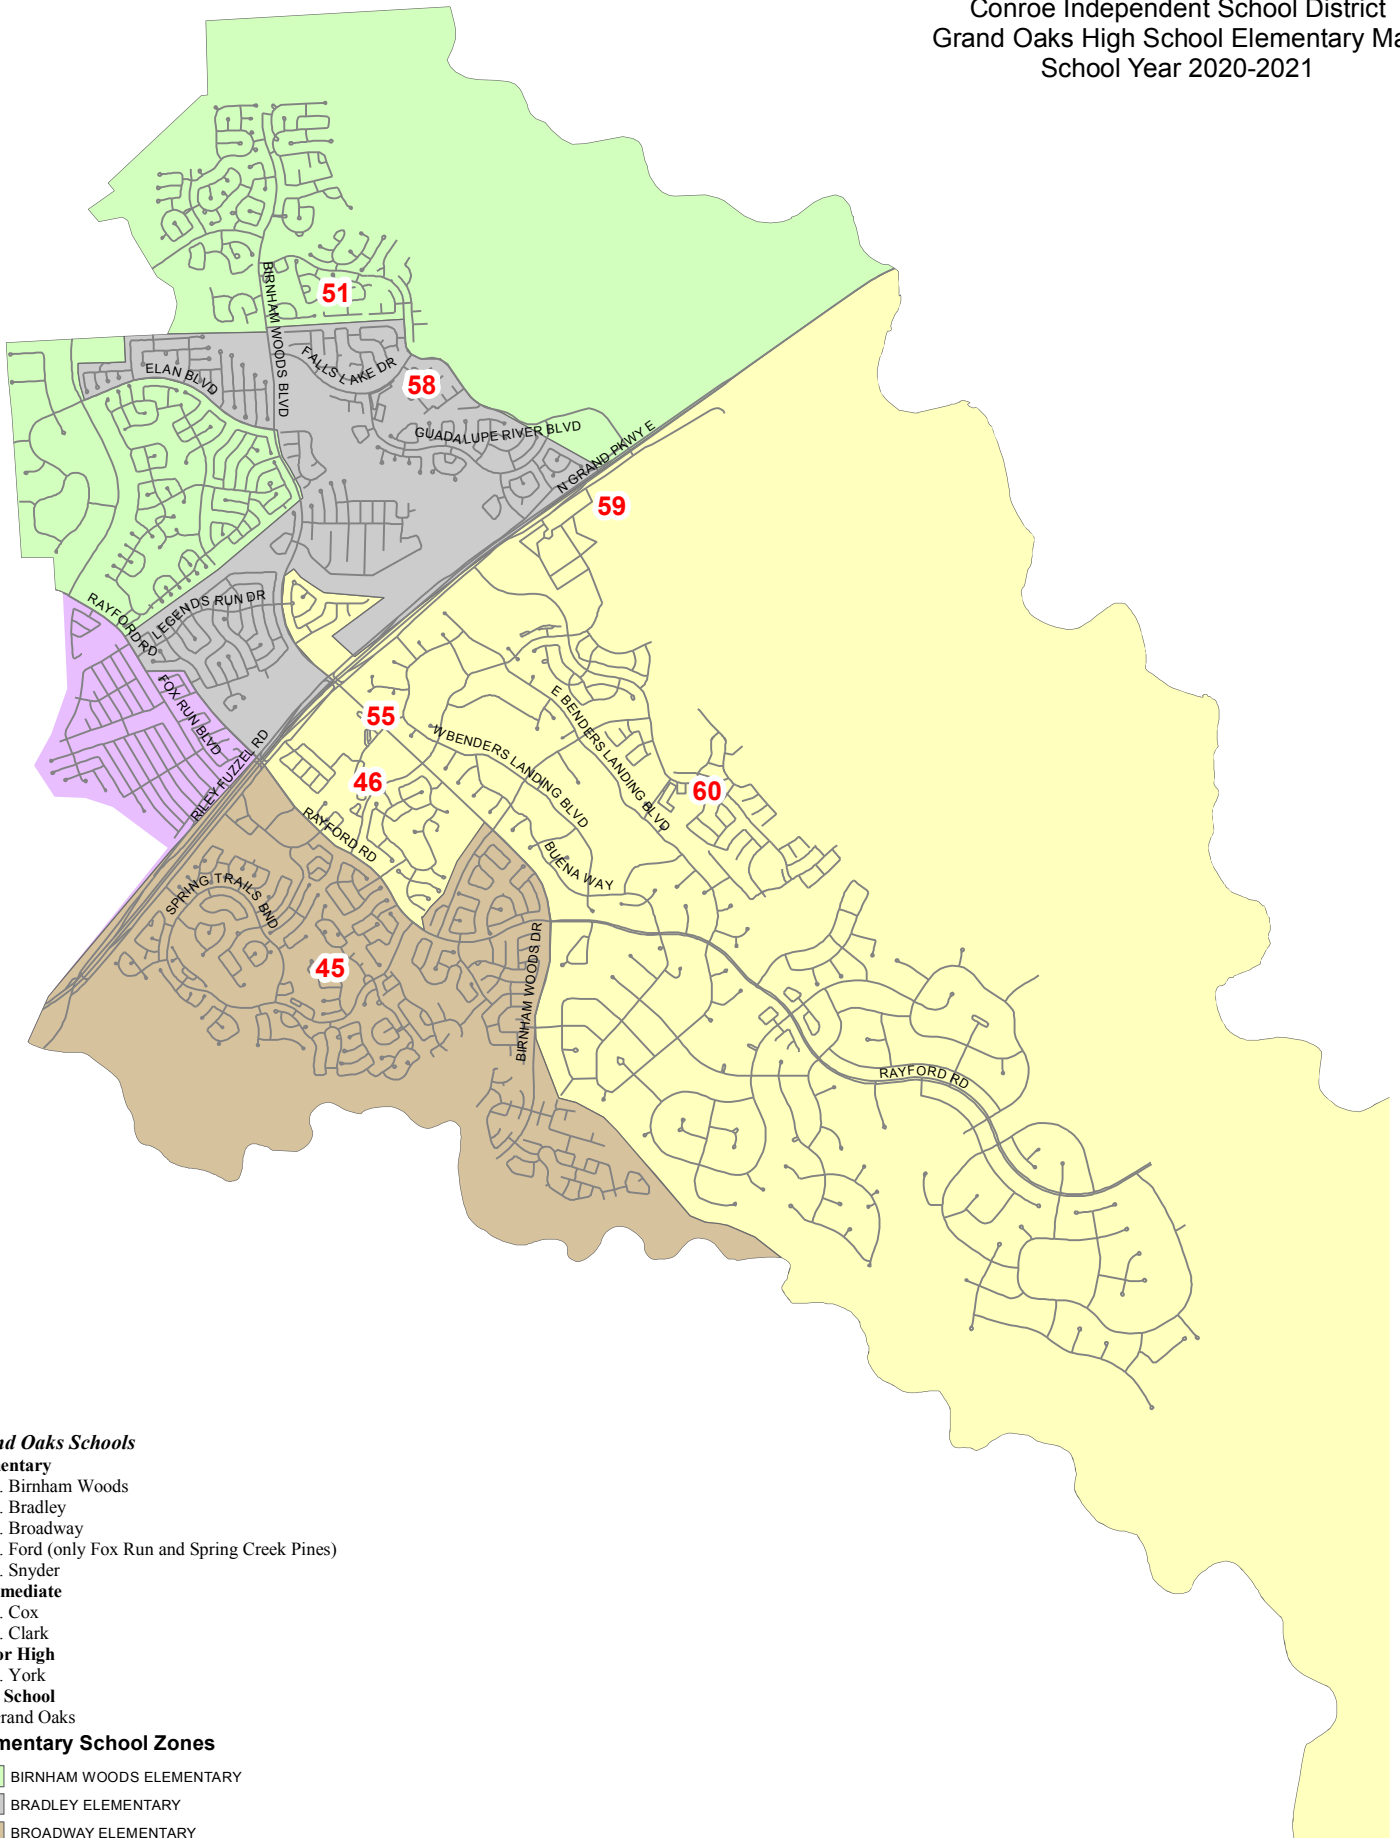 Conroe Independent School District
Grand Oaks High School Elementary Ma
School Year 2020-2021
51
BIRNHAM WOODS BLVD
FALLS LAKE DR
ELAN BLVD
58
GUADALUPE RIVER BLVD
N GRAND PKWY E
59
LEGENDS RUN DR
RAYFORD RD
FOX RUN BLVD
RILEY FUZZEL RD
55
E BENDERS LANDING BLVD
W BENDERS LANDING BLVD
46
60
RAYFORD RD
BUENA WAY
SPRING TRAILS BND
45
BIRNHAM WOODS DR
RAYFORD RD
nd Oaks Schools
mentary
. Birnham Woods
. Bradley
. Broadway
. Ford (only Fox Run and Spring Creek Pines)
. Snyder
mediate
. Cox
. Clark
or High
. York
School
rand Oaks
mentary School Zones
BIRNHAM WOODS ELEMENTARY
BRADLEY ELEMENTARY
BROADWAY ELEMENTARY